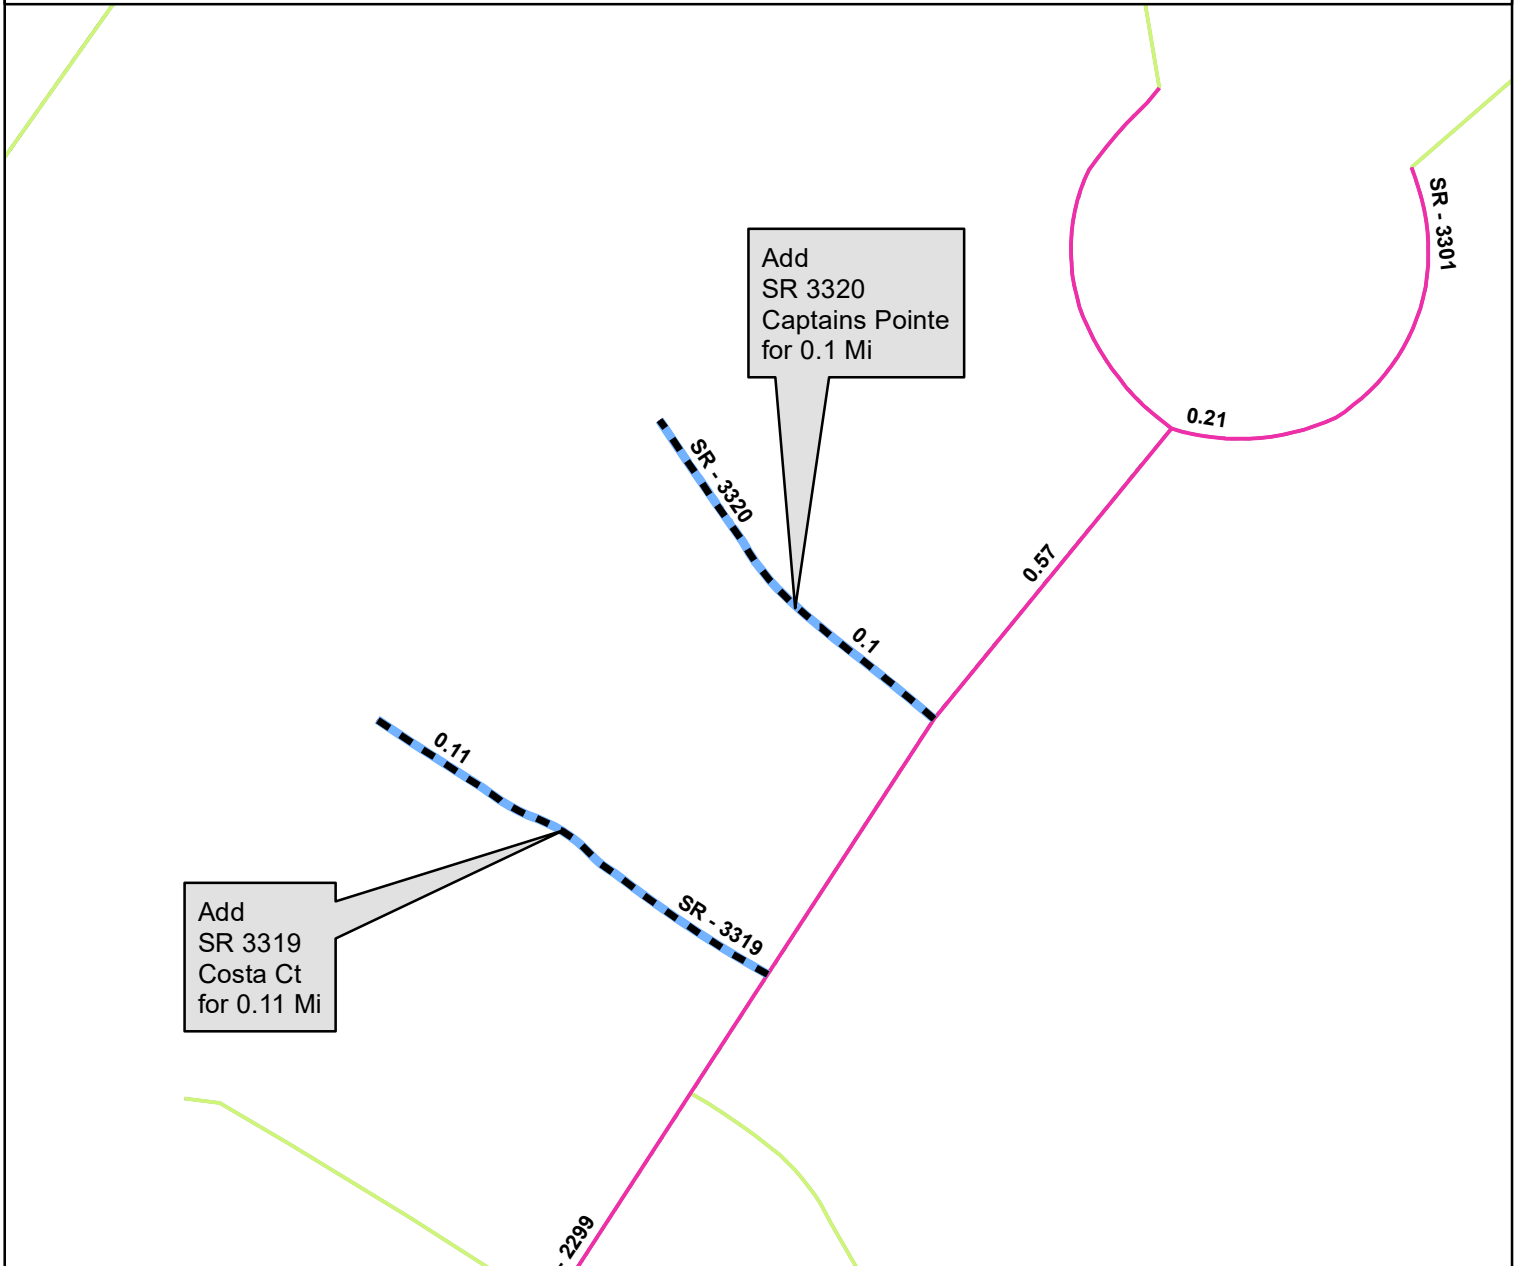 SR - 3301
Add
SR 3320
Captains Pointe
for 0.1 Mi
0.21
SR - 3320
0.57
0.1
0.11
Add
SR 3319
Costa Ct
for 0.11 Mi
SR - 3319
- 2299